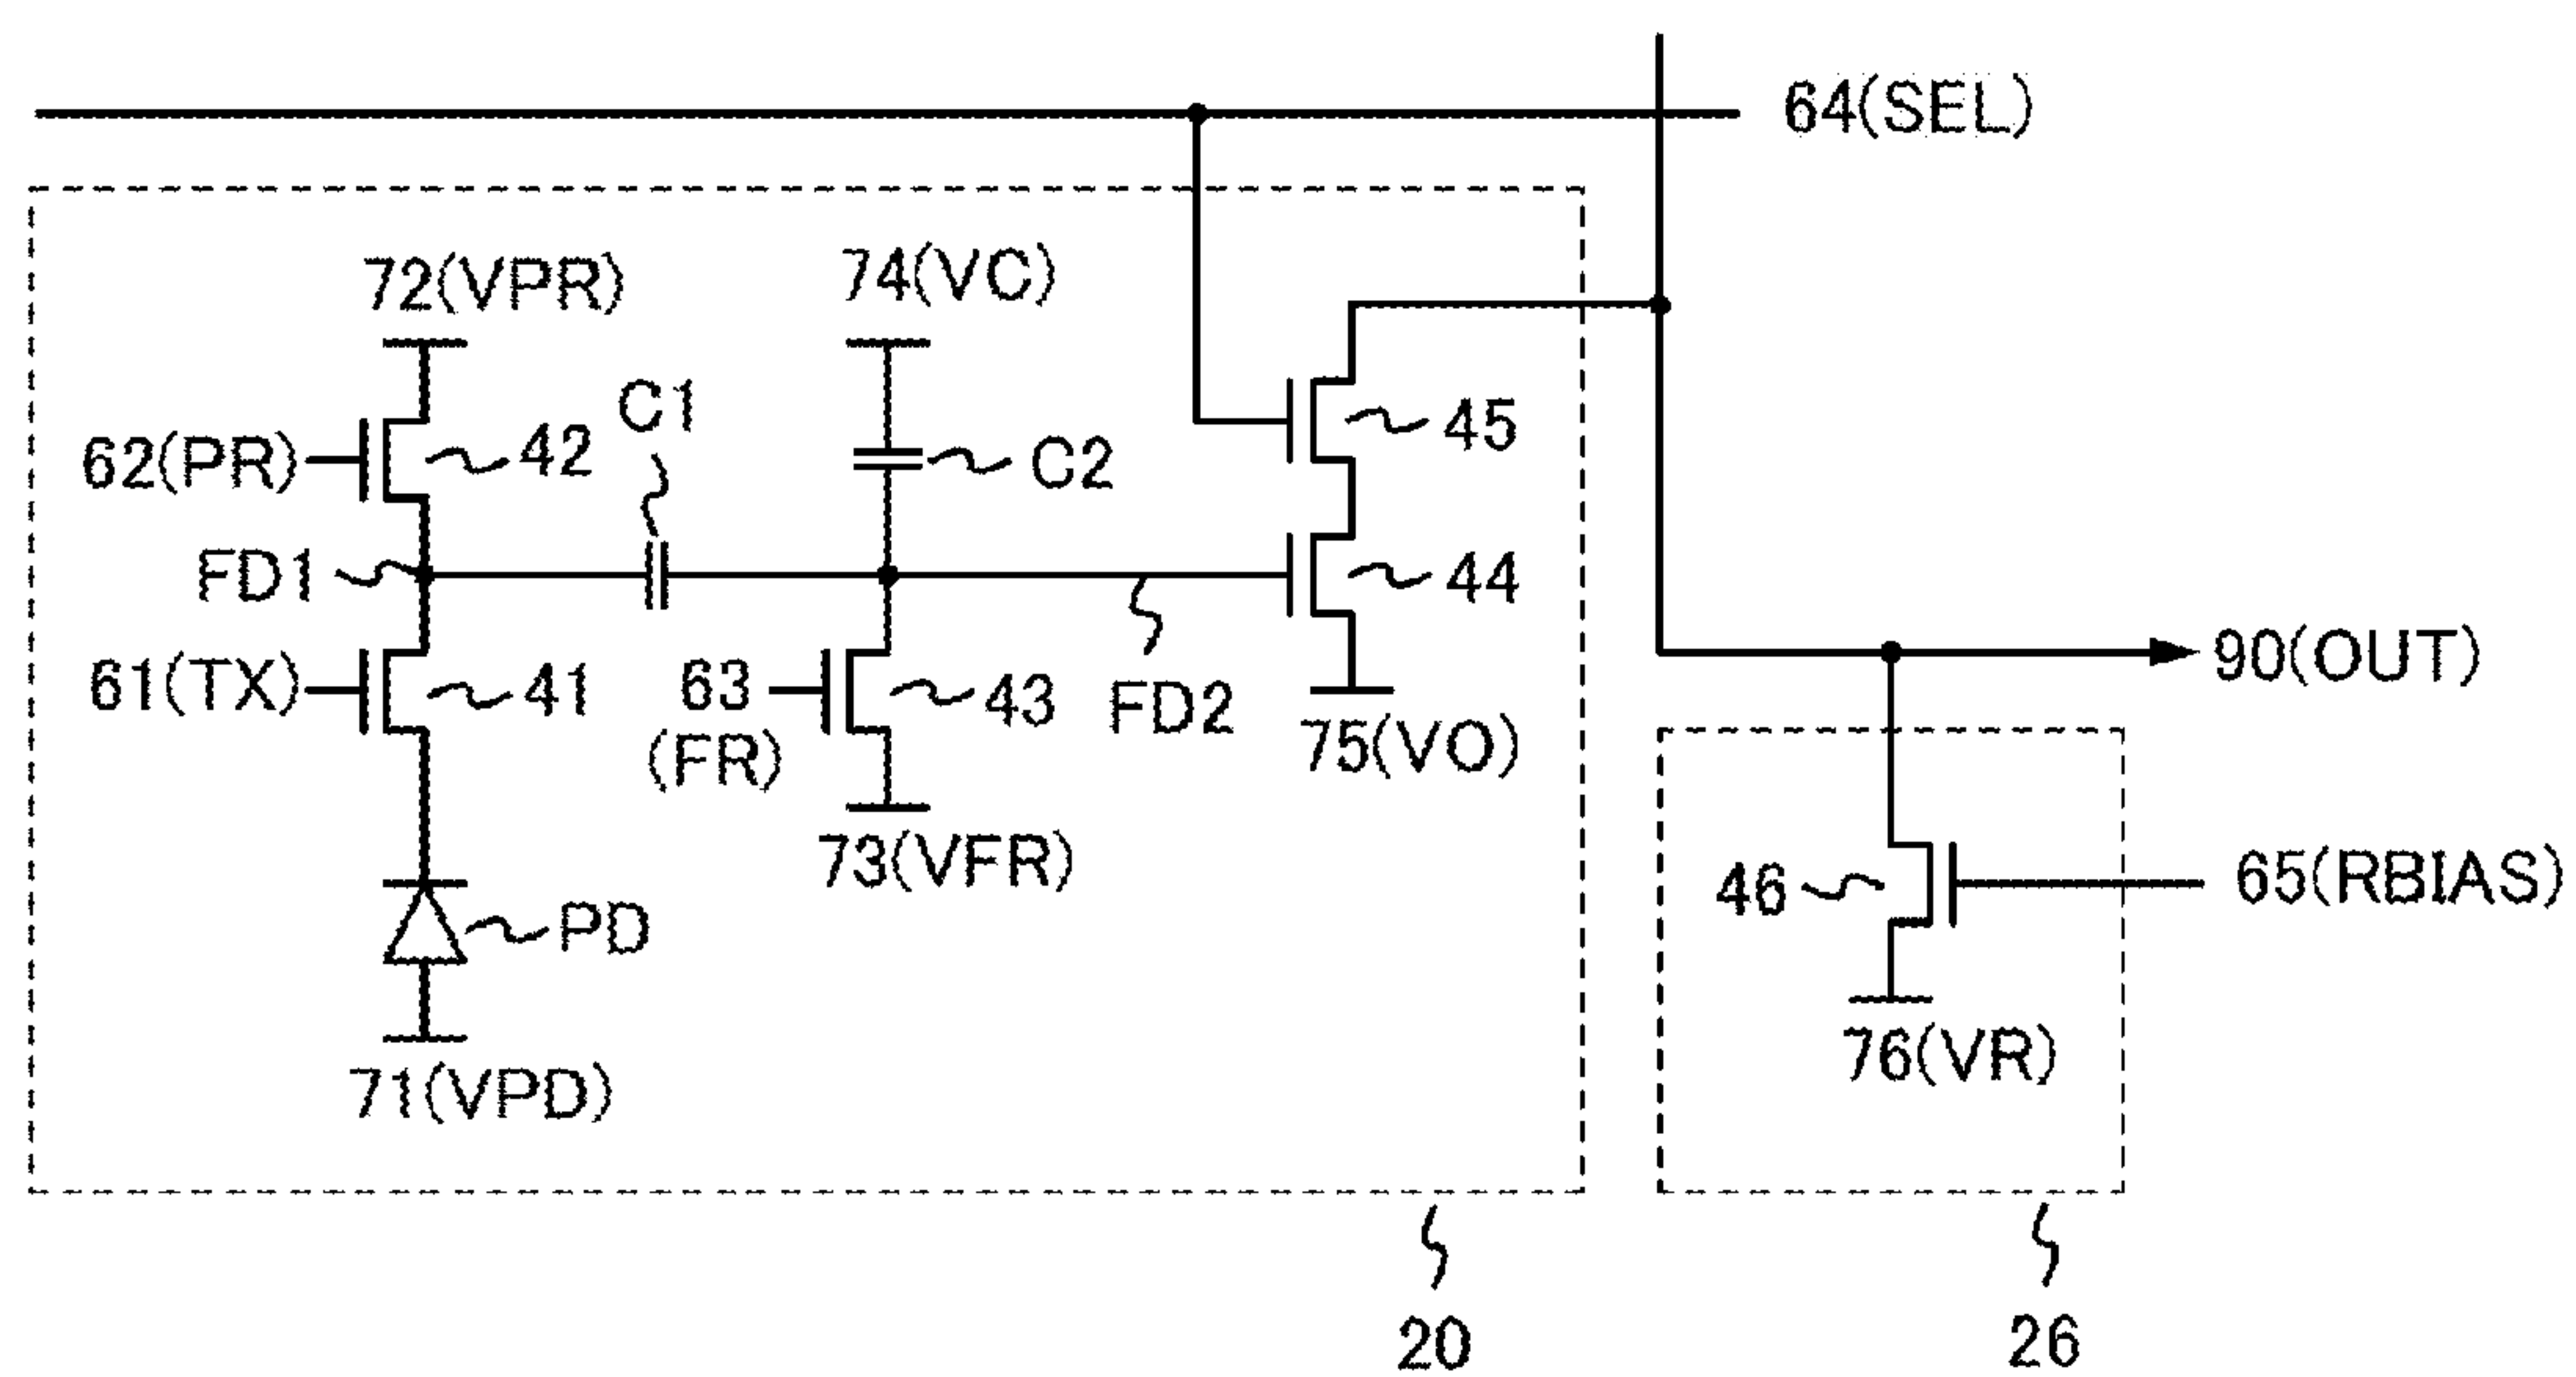 64(SEL)
72(VPR)
74(VC)
C1
62(PR)
42
C2
45
FD1
44
61(TX)
41
63
(FR)
43
FD2
75(VO)
90(OUT)
73(VFR)
PD
46
65(RBIAS)
71(VPD)
76(VR)
20
26